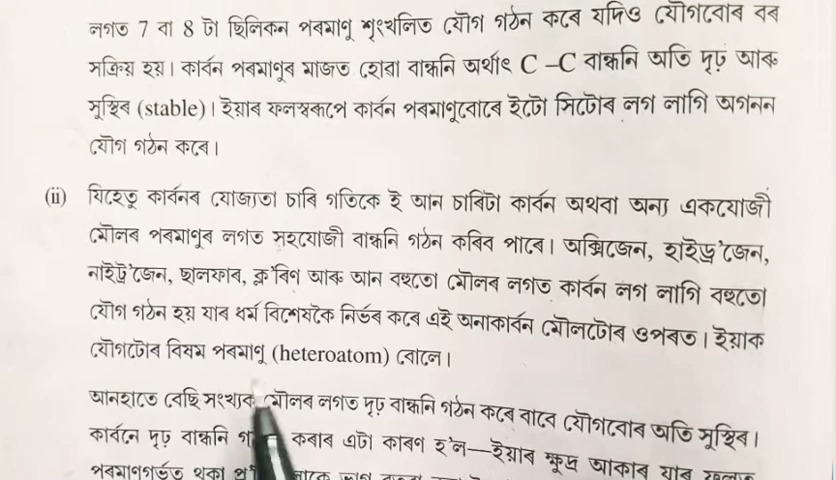 লগত 7 বা 8 টা ছিলিকন পৰমাণু শৃংখলিত যৌগ গঠন কৰে যদিও যৌগবোৰ বৰ
সক্ৰিয় হয়। কাৰ্বন পৰমাণুৰ মাজত হোৱা বান্ধনি অৰ্থাৎ C –C বান্ধনি অতি দৃঢ় আৰু
সুস্থিৰ (stable)। ইয়াৰ ফলস্বৰূপে কাৰ্বন পৰমাণুবোৰে ইটো সিটোৰ লগ লাগি অগনন
যৌগ গঠন কৰে।
(ii) যিহেতু কাৰ্বনৰ যোজ্যতা চাৰি গতিকে ই আন চাৰিটা কাৰ্বন অথবা অন্য একযোজী
মৌলৰ পৰমাণুৰ লগত সহযোজী বান্ধনি গঠন কৰিব পাৰে। অক্সিজেন, হাইড্ৰ'জেন,
নাইট্ৰ'জেন, ছালফাৰ, ক্ল'ৰিণ আৰু আন বহুতো মৌলৰ লগত কাৰ্বন লগ লাগি বহুতো
যৌগ গঠন হয় যাৰ ধৰ্ম বিশেষকৈ নিৰ্ভৰ কৰে এই অনাকাৰ্বন মৌলটোৰ ওপৰত। ইয়াক
যৌগটোৰ বিষম পৰমাণু (heteroatom) বোলে।
আনহাতে বেছি সংখ্যক মৌলৰ লগত দৃঢ় বান্ধনি গঠন কৰে বাবে যৌগবোৰ অতি সুস্থিৰ।
কাৰ্বনে দৃঢ় বান্ধনি কৰাৰ এটা কাৰণ হ'ল—ইয়াৰ ক্ষুদ্ৰ আকাৰ যাৰ ফলত
পৰমাণুগৰ্ভত থকা